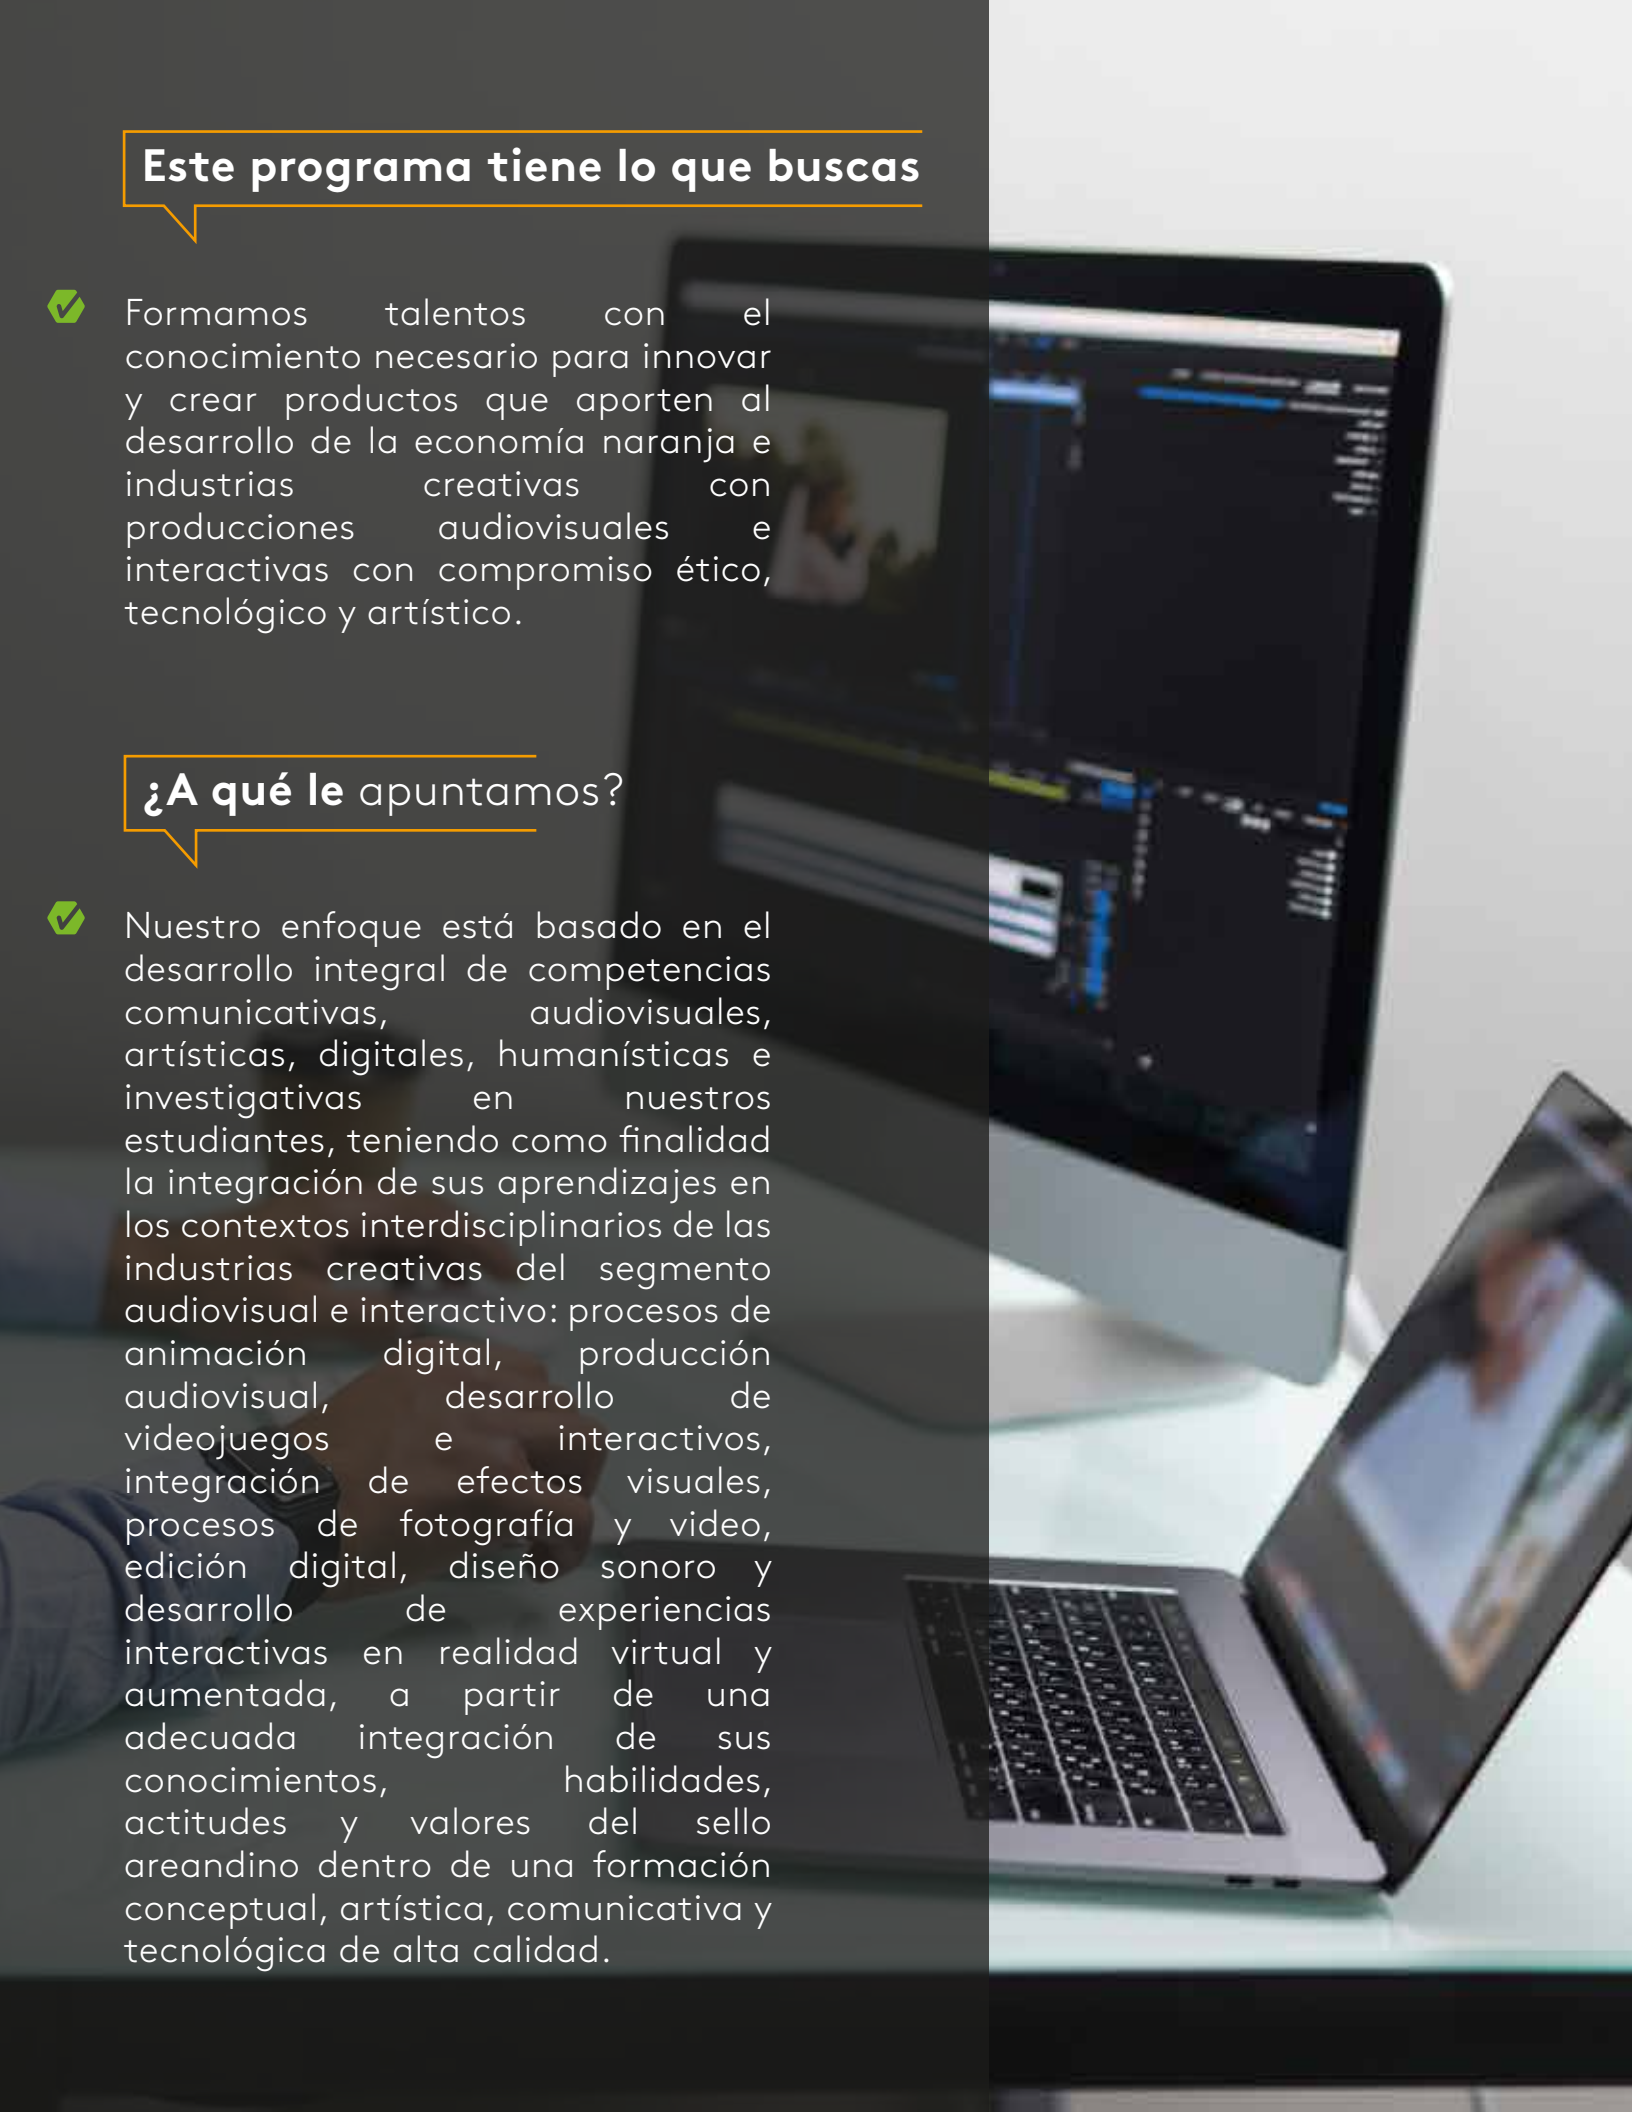 Este programa tiene lo que buscas
Formamos talentos con el
conocimiento necesario para innovar
y crear productos que aporten al
desarrollo de la economía naranja e
industrias creativas con
producciones audiovisuales e
interactivas con compromiso ético,
tecnológico y artístico.
¿A qué le apuntamos?
Nuestro enfoque está basado en el
desarrollo integral de competencias
comunicativas, audiovisuales,
artísticas, digitales, humanísticas e
investigativas en nuestros
estudiantes, teniendo como finalidad
la integración de sus aprendizajes en
los contextos interdisciplinarios de las
industrias creativas del segmento
audiovisual e interactivo: procesos de
animación digital, producción
audiovisual, desarrollo de
videojuegos e interactivos,
integración de efectos visuales,
procesos de fotografía y video,
edición digital, diseño sonoro y
desarrollo de experiencias
interactivas en realidad virtual y
aumentada, a partir de una
adecuada integración de sus
conocimientos, habilidades,
actitudes y valores del sello
areandino dentro de una formación
conceptual, artística, comunicativa y
tecnológica de alta calidad.